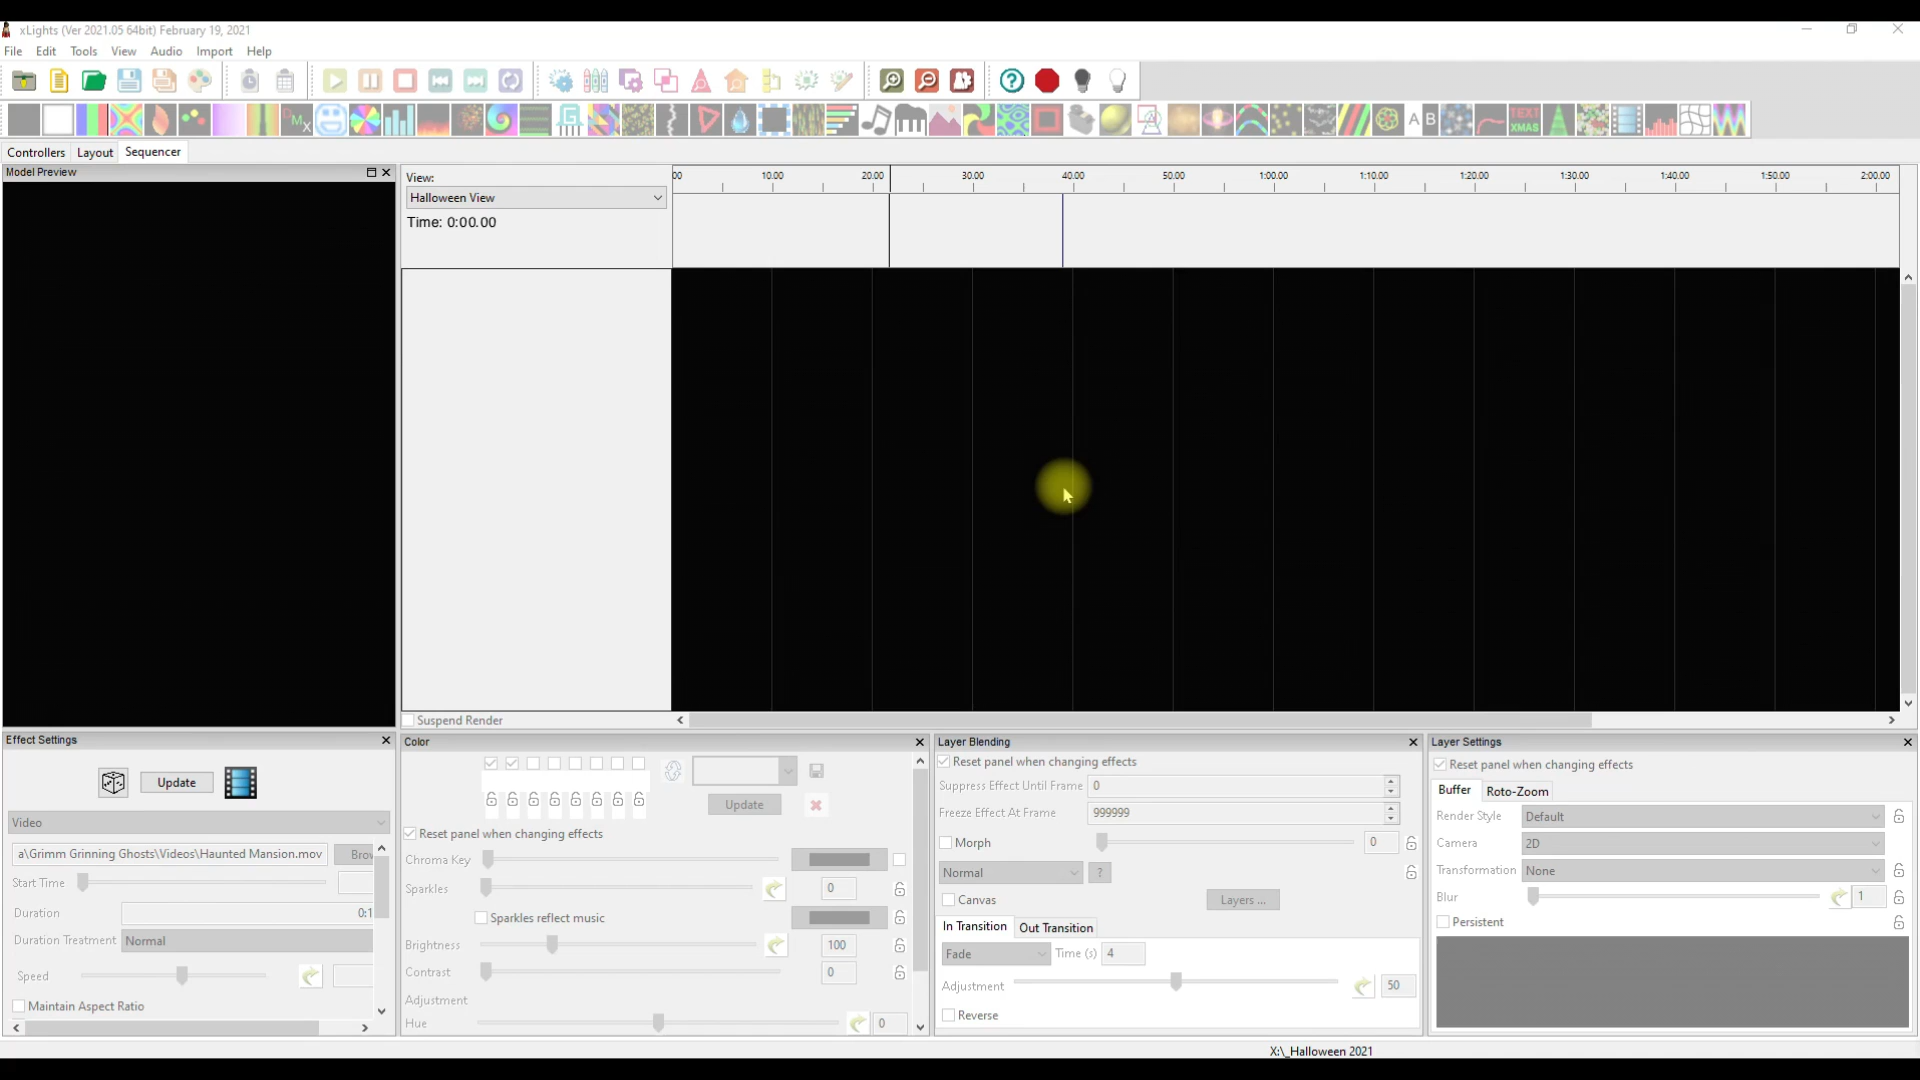 xLights (Ver 2021.05 64bit) February 19, 2021
File Edit Tools View Audio Import Help
Controllers Layout Sequencer
Model Preview
View:
Halloween View
Time: 0:00.00
00 10.00 20.00 30.00 40.00 50.00 1:00.00 1:10.00 1:20.00 1:30.00 1:40.00 1:50.00 2:00.00
DMX
A B
TEXT
XMAS
Suspend Render
Effect Settings
Update
Video
a\Grimm Grinning Ghosts\Videos\Haunted Mansion.mov Brow
Start Time
Duration 0:1
Duration Treatment Normal
Speed
Maintain Aspect Ratio
Color
Update
Reset panel when changing effects
Chroma Key
Sparkles 0
Sparkles reflect music
Brightness 100
Contrast 0
Adjustment
Hue 0
Layer Blending
Reset panel when changing effects
Suppress Effect Until Frame 0
Freeze Effect At Frame 999999
Morph 0
Normal ?
Canvas Layers ...
In Transition Out Transition
Fade Time (s) 4
Adjustment 50
Reverse
Layer Settings
Reset panel when changing effects
Buffer Roto-Zoom
Render Style Default
Camera 2D
Transformation None
Blur 1
Persistent
X:\_Halloween 2021